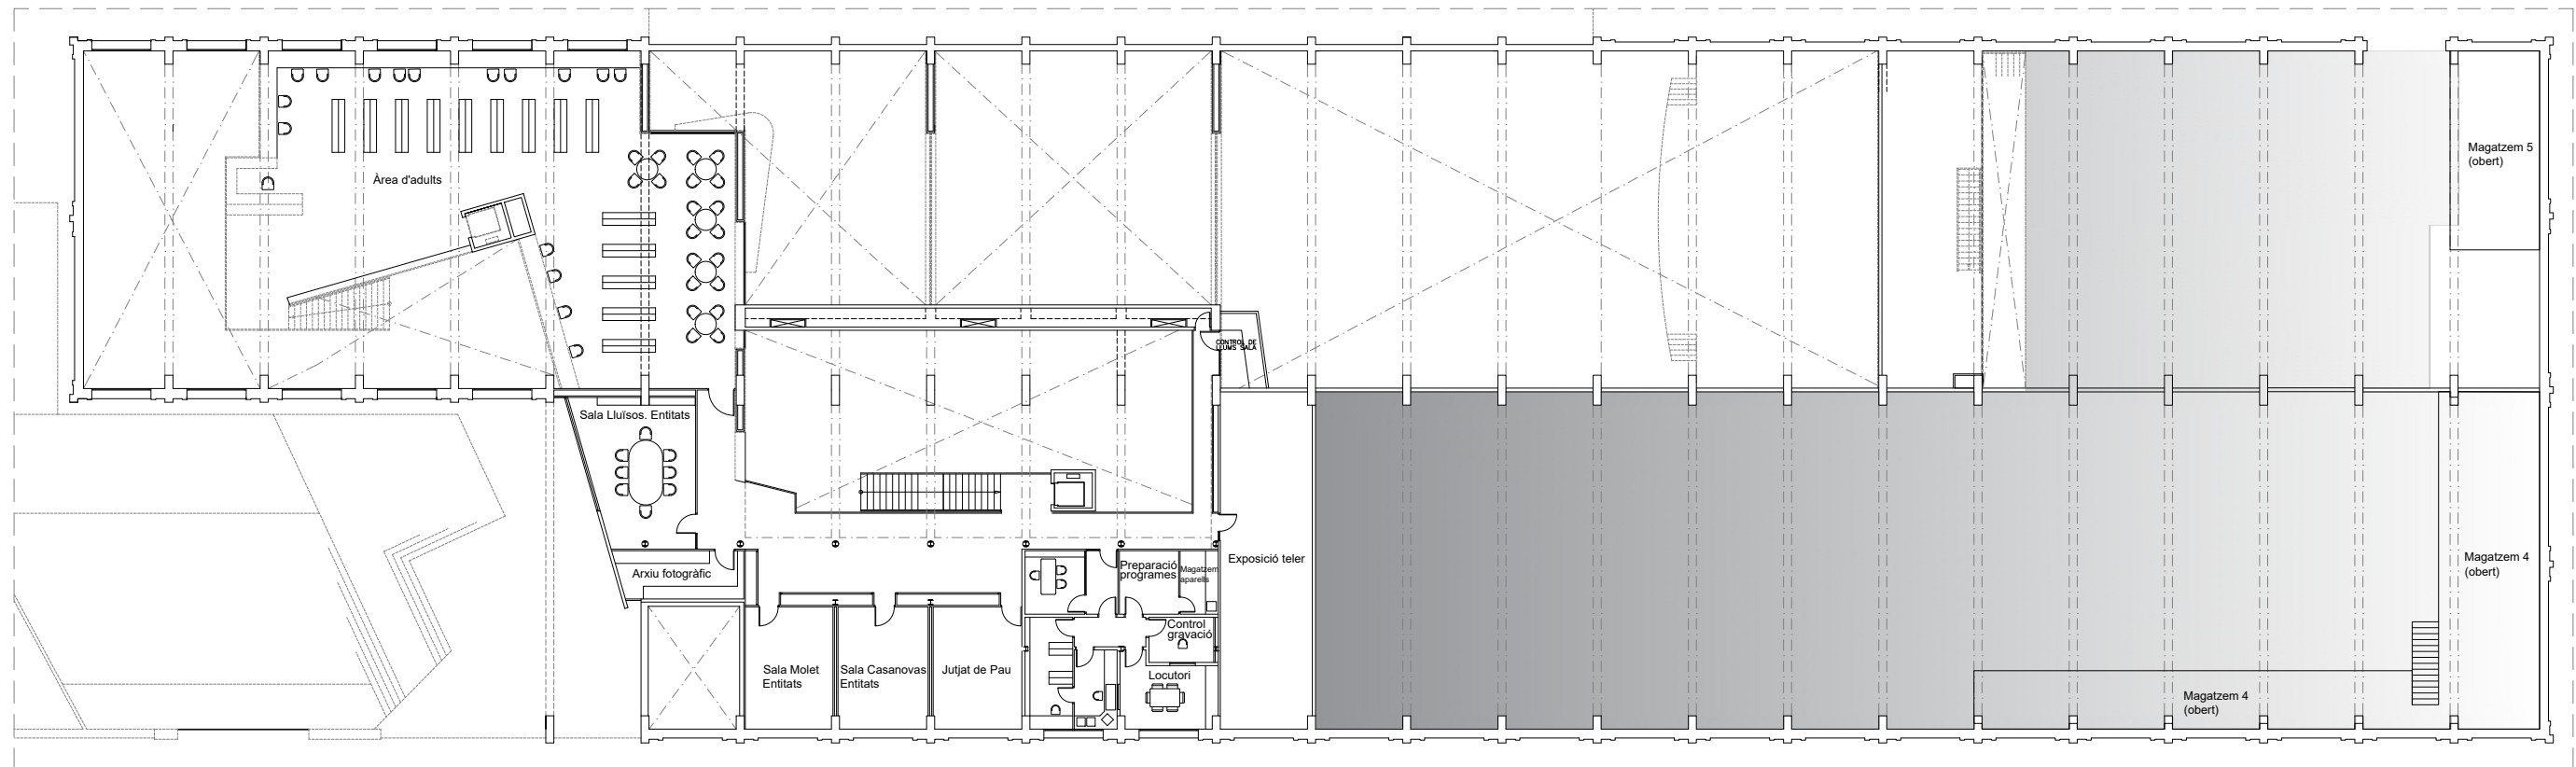 Magatzem 5
(obert)
Àrea d'adults
CONTROL DE
LLUMS SALA
Sala Lluïsos. Entitats
Exposició teler
Preparació
programes
Magatzem
aparells
Magatzem 4
(obert)
Arxiu fotogràfic
Control
gravació
Sala Molet
Entitats
Sala Casanovas
Entitats
Jutjat de Pau
Locutori
Magatzem 4
(obert)